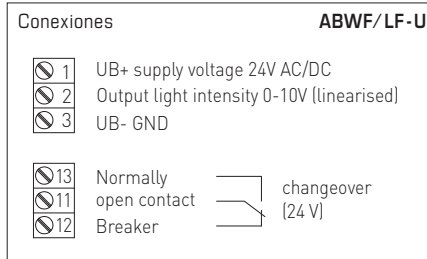 Conexiones ABWF/LF-U
1 UB+ supply voltage 24V AC/DC
2 Output light intensity 0-10V (linearised)
3 UB- GND
13 Normally
11 open contact
12 Breaker
changeover
(24 V)